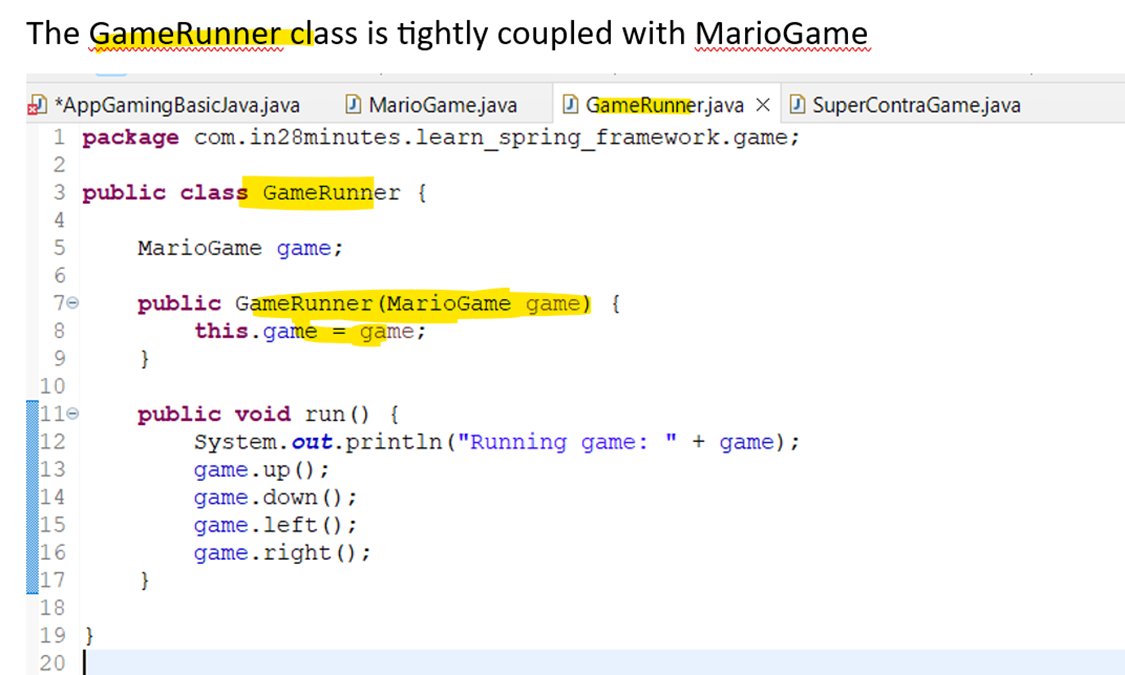 The GameRunner class is tightly coupled with MarioGame
*AppGamingBasicJava.java MarioGame.java GameRunner.java SuperContraGame.java
1 package com.in28minutes.learn_spring_framework.game;
2
3 public class GameRunner {
4
5 MarioGame game;
6
7 public GameRunner(MarioGame game) {
8 this.game = game;
9 }
10
11 public void run() {
12 System.out.println("Running game: " + game);
13 game.up();
14 game.down();
15 game.left();
16 game.right();
17 }
18
19 }
20